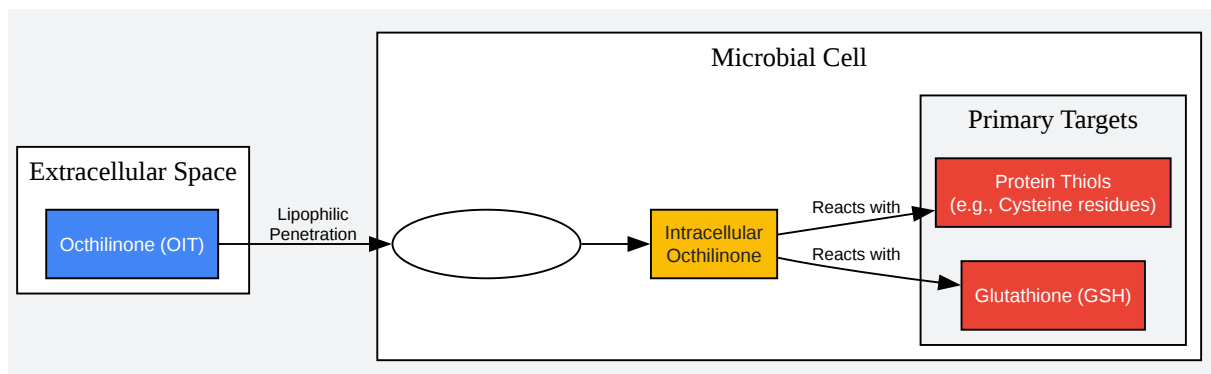 Microbial Cell
Primary Targets
Extracellular Space
Octhilinone (OIT)
Lipophilic
Penetration
Intracellular
Octhilinone
Reacts with
Reacts with
Protein Thiols
(e.g., Cysteine residues)
Glutathione (GSH)